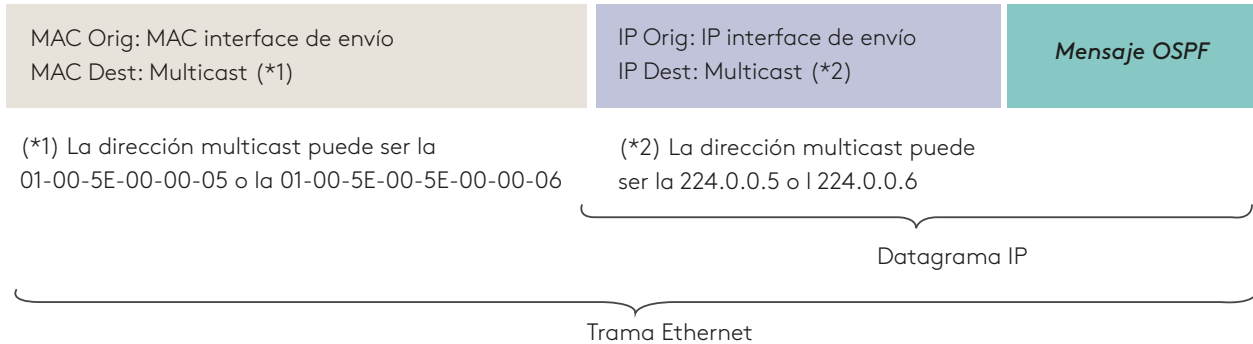 MAC Orig: MAC interface de envío
MAC Dest: Multicast (*1)
IP Orig: IP interface de envío
IP Dest: Multicast (*2)
Mensaje OSPF
(*1) La dirección multicast puede ser la
01-00-5E-00-00-05 o la 01-00-5E-00-5E-00-00-06
(*2) La dirección multicast puede
ser la 224.0.0.5 o l 224.0.0.6
Datagrama IP
Trama Ethernet